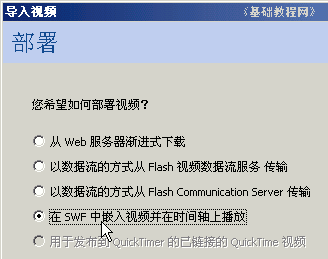 导入视频 《基础教程网》
部署
您希望如何部署视频？
从 Web 服务器渐进式下载
以数据流的方式从 Flash 视频数据流服务 传输
以数据流的方式从 Flash Communication Server 传输
在 SWF 中嵌入视频并在时间轴上播放
用于发布到 QuickTimer 的已链接的 QuickTime 视频